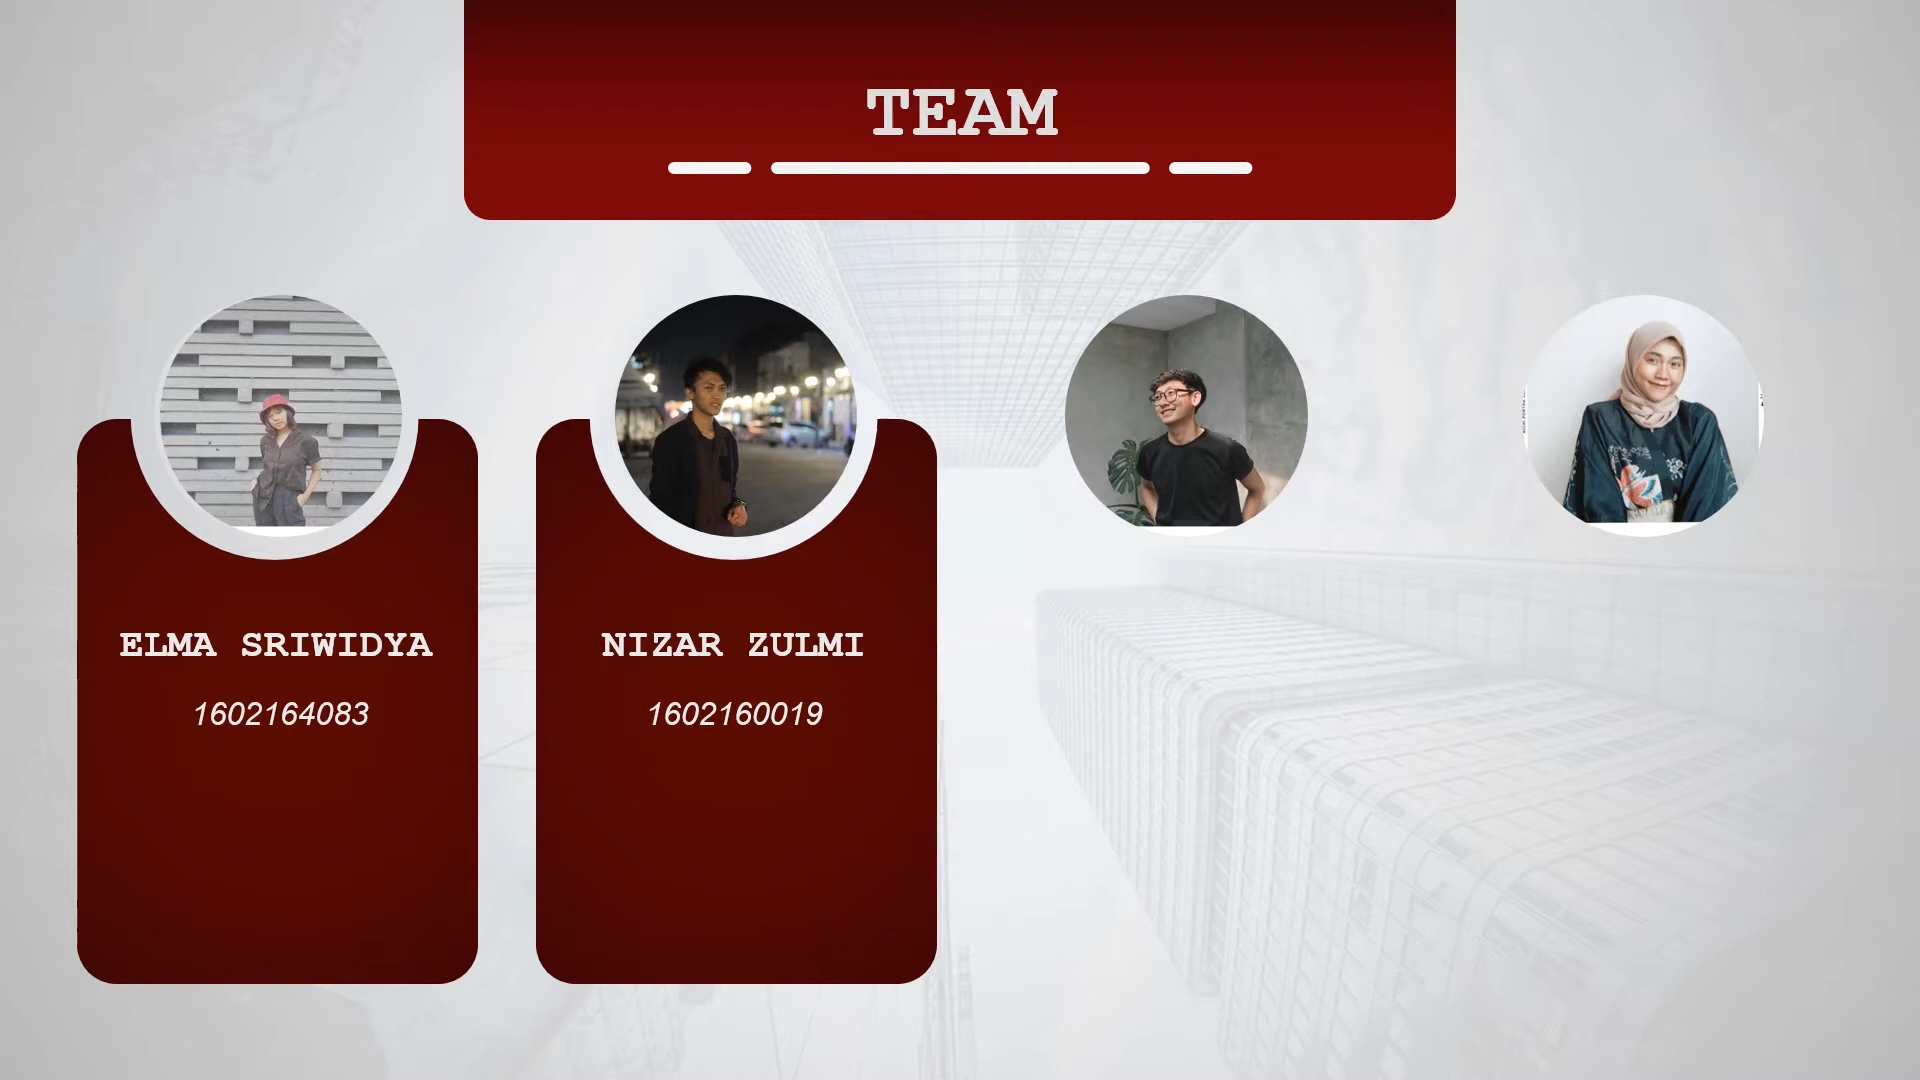 TEAM
ELMA SRIWIDYA
1602164083
NIZAR ZULMI
1602160019